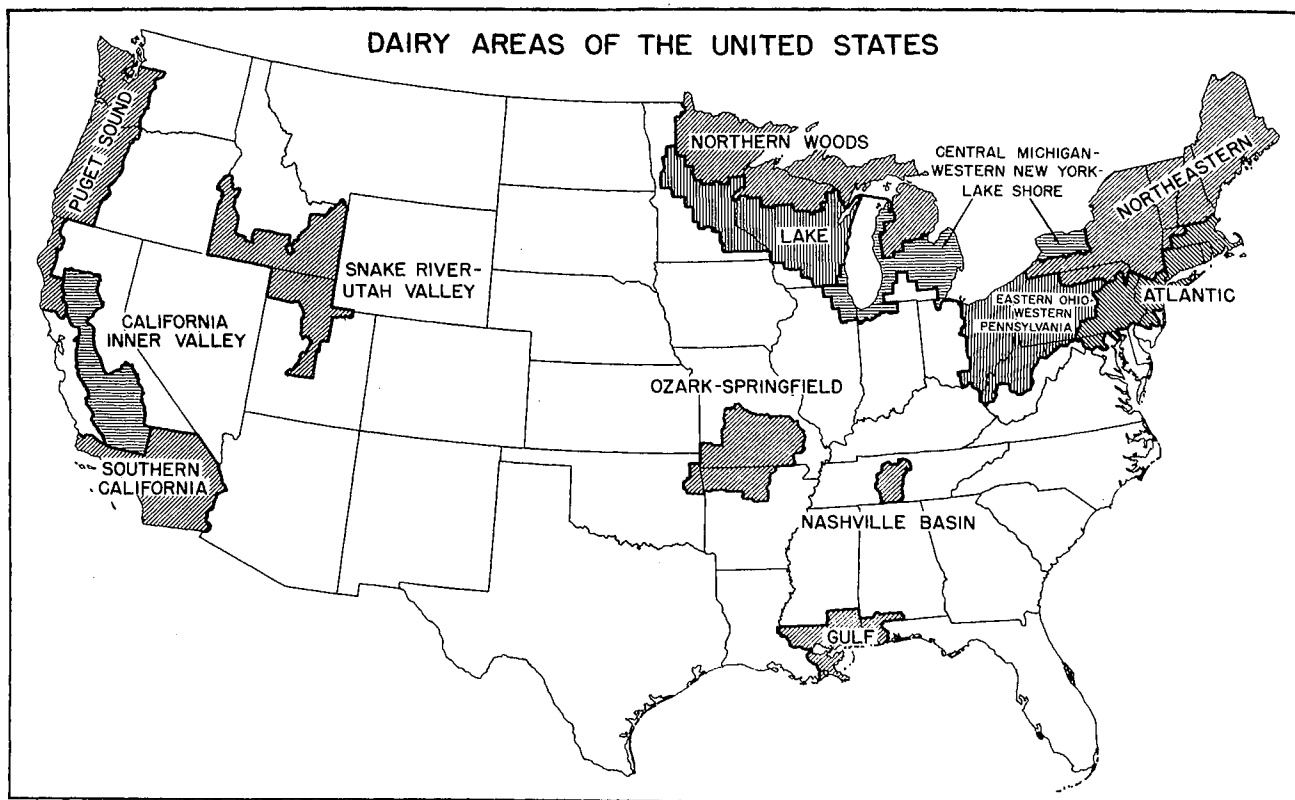 DAIRY AREAS OF THE UNITED STATES
PUGET SOUND
NORTHERN WOODS
CENTRAL MICHIGAN-
WESTERN NEW YORK-
LAKE SHORE
NORTHEASTERN
LAKE
SNAKE RIVER-
UTAH VALLEY
EASTERN OHIO-
WESTERN
PENNSYLVANIA
ATLANTIC
CALIFORNIA
INNER VALLEY
OZARK-SPRINGFIELD
SOUTHERN
CALIFORNIA
NASHVILLE BASIN
GULF